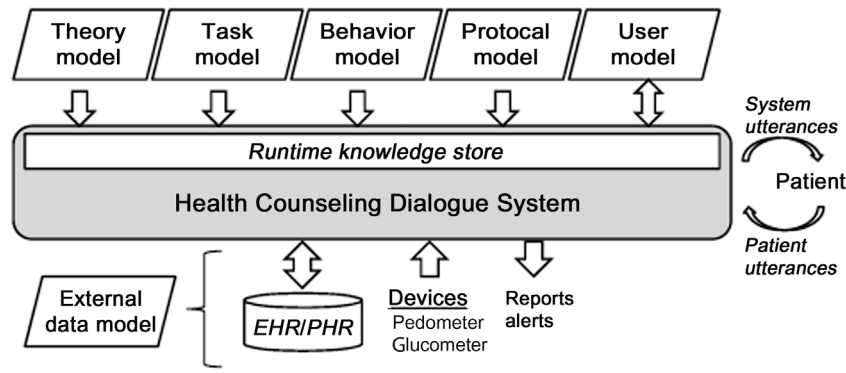 Theory
model
Task
model
Behavior
model
Protocal
model
User
model
System
utterances
Runtime knowledge store
Patient
Health Counseling Dialogue System
Patient
utterances
External
data model
EHR/PHR
Devices
Pedometer
Glucometer
Reports
alerts